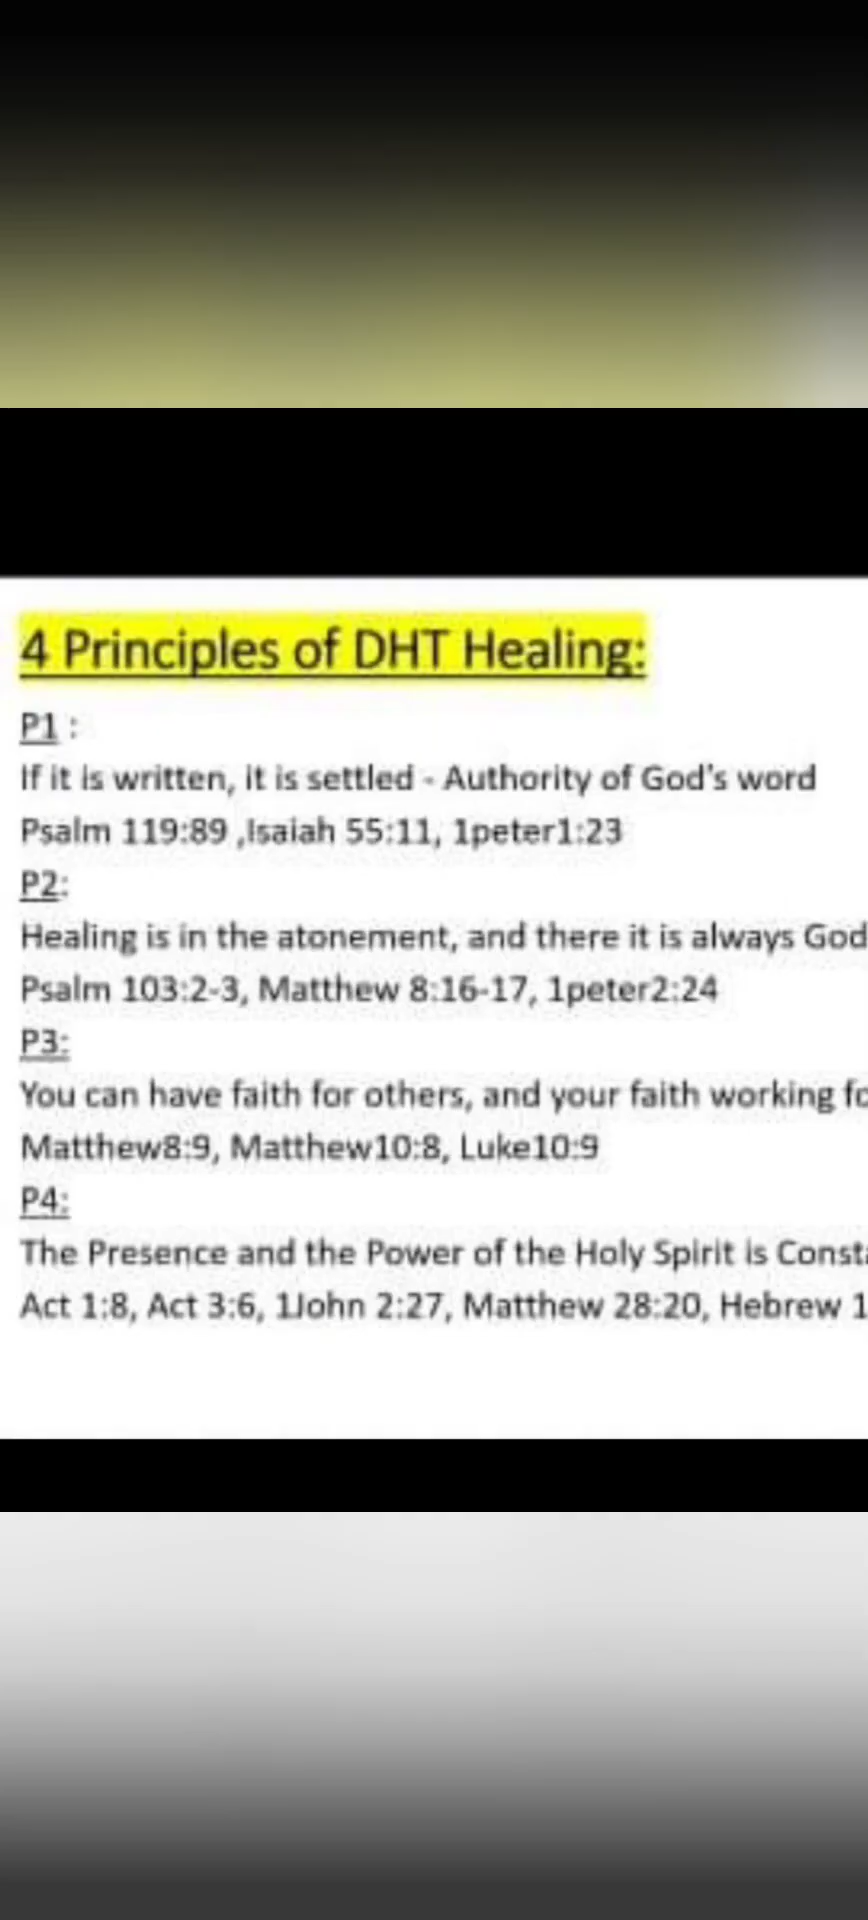 4 Principles of DHT Healing:
P1 :
If it is written, it is settled - Authority of God's word
Psalm 119:89 ,Isaiah 55:11, 1peter1:23
P2:
Healing is in the atonement, and there it is always God
Psalm 103:2-3, Matthew 8:16-17, 1peter2:24
P3:
You can have faith for others, and your faith working
Matthew8:9, Matthew10:8, Luke10:9
P4:
The Presence and the Power of the Holy Spirit is
Act 1:8, Act 3:6, 1John 2:27, Matthew 28:20, Hebrew 1